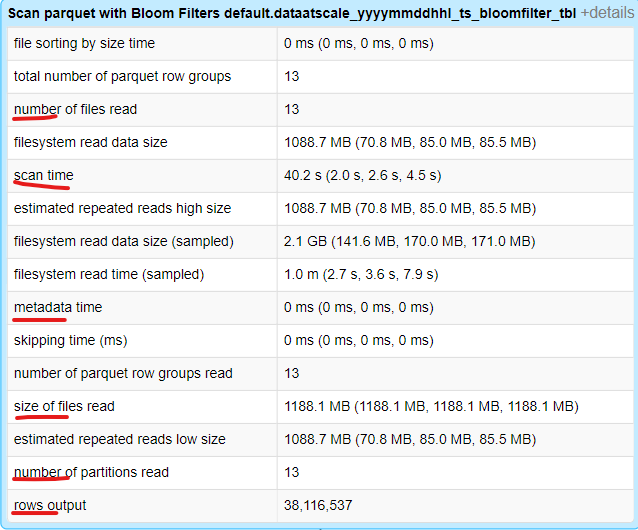 Scan parquet with Bloom Filters default.dataatscale_yyyymmddhhl_ts_bloomfilter_tbl +details
file sorting by size time 0 ms (0 ms, 0 ms, 0 ms)
total number of parquet row groups 13
number of files read 13
filesystem read data size 1088.7 MB (70.8 MB, 85.0 MB, 85.5 MB)
scan time 40.2 s (2.0 s, 2.6 s, 4.5 s)
estimated repeated reads high size 1088.7 MB (70.8 MB, 85.0 MB, 85.5 MB)
filesystem read data size (sampled) 2.1 GB (141.6 MB, 170.0 MB, 171.0 MB)
filesystem read time (sampled) 1.0 m (2.7 s, 3.6 s, 7.9 s)
metadata time 0 ms (0 ms, 0 ms, 0 ms)
skipping time (ms) 0 ms (0 ms, 0 ms, 0 ms)
number of parquet row groups read 13
size of files read 1188.1 MB (1188.1 MB, 1188.1 MB, 1188.1 MB)
estimated repeated reads low size 1088.7 MB (70.8 MB, 85.0 MB, 85.5 MB)
number of partitions read 13
rows output 38,116,537